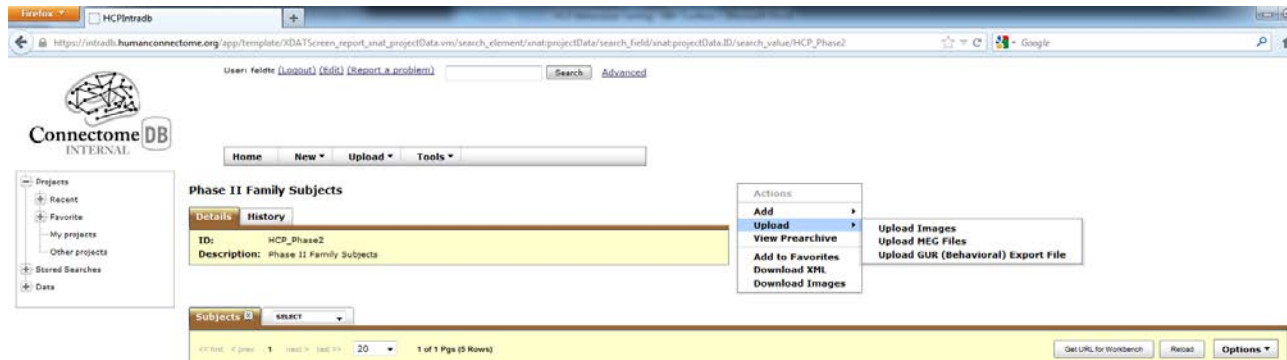 Firefox
HCPIntradb
https://intradb.humanconnectome.org/app/template/XDATScreen_report_xnat_projectData.vm/search_element/xnat:projectData/search_field/xnat:projectData.ID/search_value/HCP_Phase2
Google
User: feldtc (Logout) (Edit) (Report a problem)
Search
Advanced
Connectome DB
INTERNAL
Home New Upload Tools
Projects
Recent
Favorite
My projects
Other projects
Stored Searches
Data
Phase II Family Subjects
Details History
ID: HCP_Phase2
Description: Phase II Family Subjects
Actions
Add
Upload
View Prearchive
Add to Favorites
Download XML
Download Images
Upload Images
Upload MEG Files
Upload GUR (Behavioral) Export File
Subjects SELECT
<< first < prev 1 next > last >> 20 1 of 1 Pgs (5 Rows)
Get URL for Workbench Reload Options